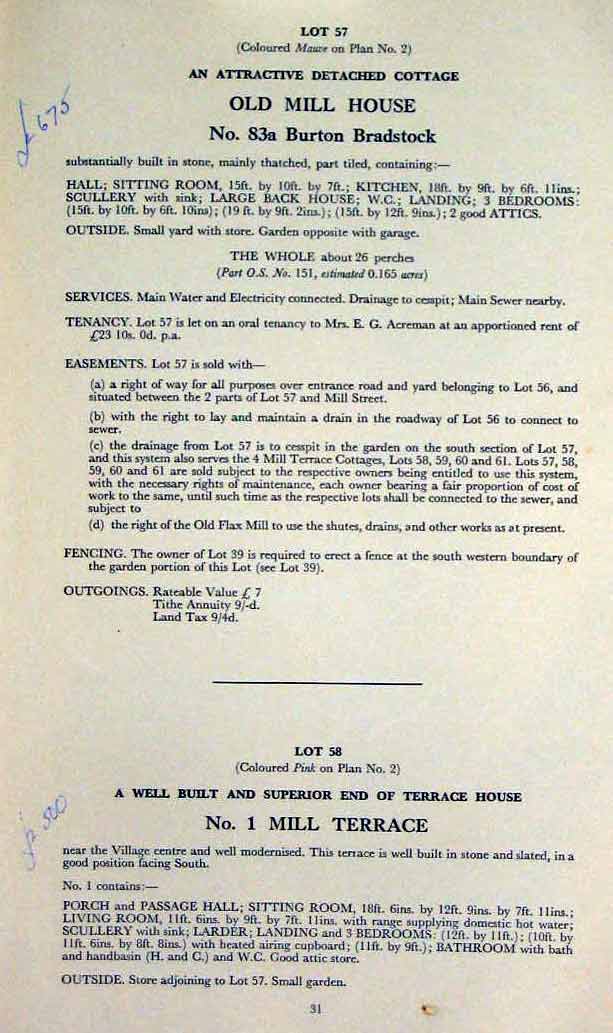 LOT 57
(Coloured Mauve on Plan No. 2)
AN ATTRACTIVE DETACHED COTTAGE
£675
OLD MILL HOUSE
No. 83a Burton Bradstock
substantially built in stone, mainly thatched, part tiled, containing:—
HALL; SITTING ROOM, 15ft. by 10ft. by 7ft.; KITCHEN, 18ft. by 9ft. by 6ft. 11ins.;
SCULLERY with sink; LARGE BACK HOUSE; W.C.; LANDING; 3 BEDROOMS:
(15ft. by 10ft. by 6ft. 10ins); (19 ft. by 9ft. 2ins.); (15ft. by 12ft. 9ins.); 2 good ATTICS.
OUTSIDE. Small yard with store. Garden opposite with garage.
THE WHOLE about 26 perches
(Part O.S. No. 151, estimated 0.165 acres)
SERVICES. Main Water and Electricity connected. Drainage to cesspit; Main Sewer nearby.
TENANCY. Lot 57 is let on an oral tenancy to Mrs. E. G. Acreman at an apportioned rent of
£23 10s. 0d. p.a.
EASEMENTS. Lot 57 is sold with—
(a) a right of way for all purposes over entrance road and yard belonging to Lot 56, and
situated between the 2 parts of Lot 57 and Mill Street.
(b) with the right to lay and maintain a drain in the roadway of Lot 56 to connect to
sewer.
(c) the drainage from Lot 57 is to cesspit in the garden on the south section of Lot 57,
and this system also serves the 4 Mill Terrace Cottages, Lots 58, 59, 60 and 61. Lots 57, 58,
59, 60 and 61 are sold subject to the respective owners being entitled to use this system,
with the necessary rights of maintenance, each owner bearing a fair proportion of cost of
work to the same, until such time as the respective lots shall be connected to the sewer, and
subject to
(d) the right of the Old Flax Mill to use the shutes, drains, and other works as at present.
FENCING. The owner of Lot 39 is required to erect a fence at the south western boundary of
the garden portion of this Lot (see Lot 39).
OUTGOINGS. Rateable Value £ 7
Tithe Annuity 9/-d.
Land Tax 9/4d.
LOT 58
(Coloured Pink on Plan No. 2)
A WELL BUILT AND SUPERIOR END OF TERRACE HOUSE
No. 1 MILL TERRACE
near the Village centre and well modernised. This terrace is well built in stone and slated, in a
good position facing South.
No. 1 contains:—
PORCH and PASSAGE HALL; SITTING ROOM, 18ft. 6ins. by 12ft. 9ins. by 7ft. 11ins.;
LIVING ROOM, 11ft. 6ins. by 9ft. by 7ft. 11ins. with range supplying domestic hot water;
SCULLERY with sink; LARDER; LANDING and 3 BEDROOMS: (12ft. by 11ft.); (10ft. by
11ft. 6ins. by 8ft. 8ins.) with heated airing cupboard; (11ft. by 9ft.); BATHROOM with bath
and handbasin (H. and C.) and W.C. Good attic store.
OUTSIDE. Store adjoining to Lot 57. Small garden.
31